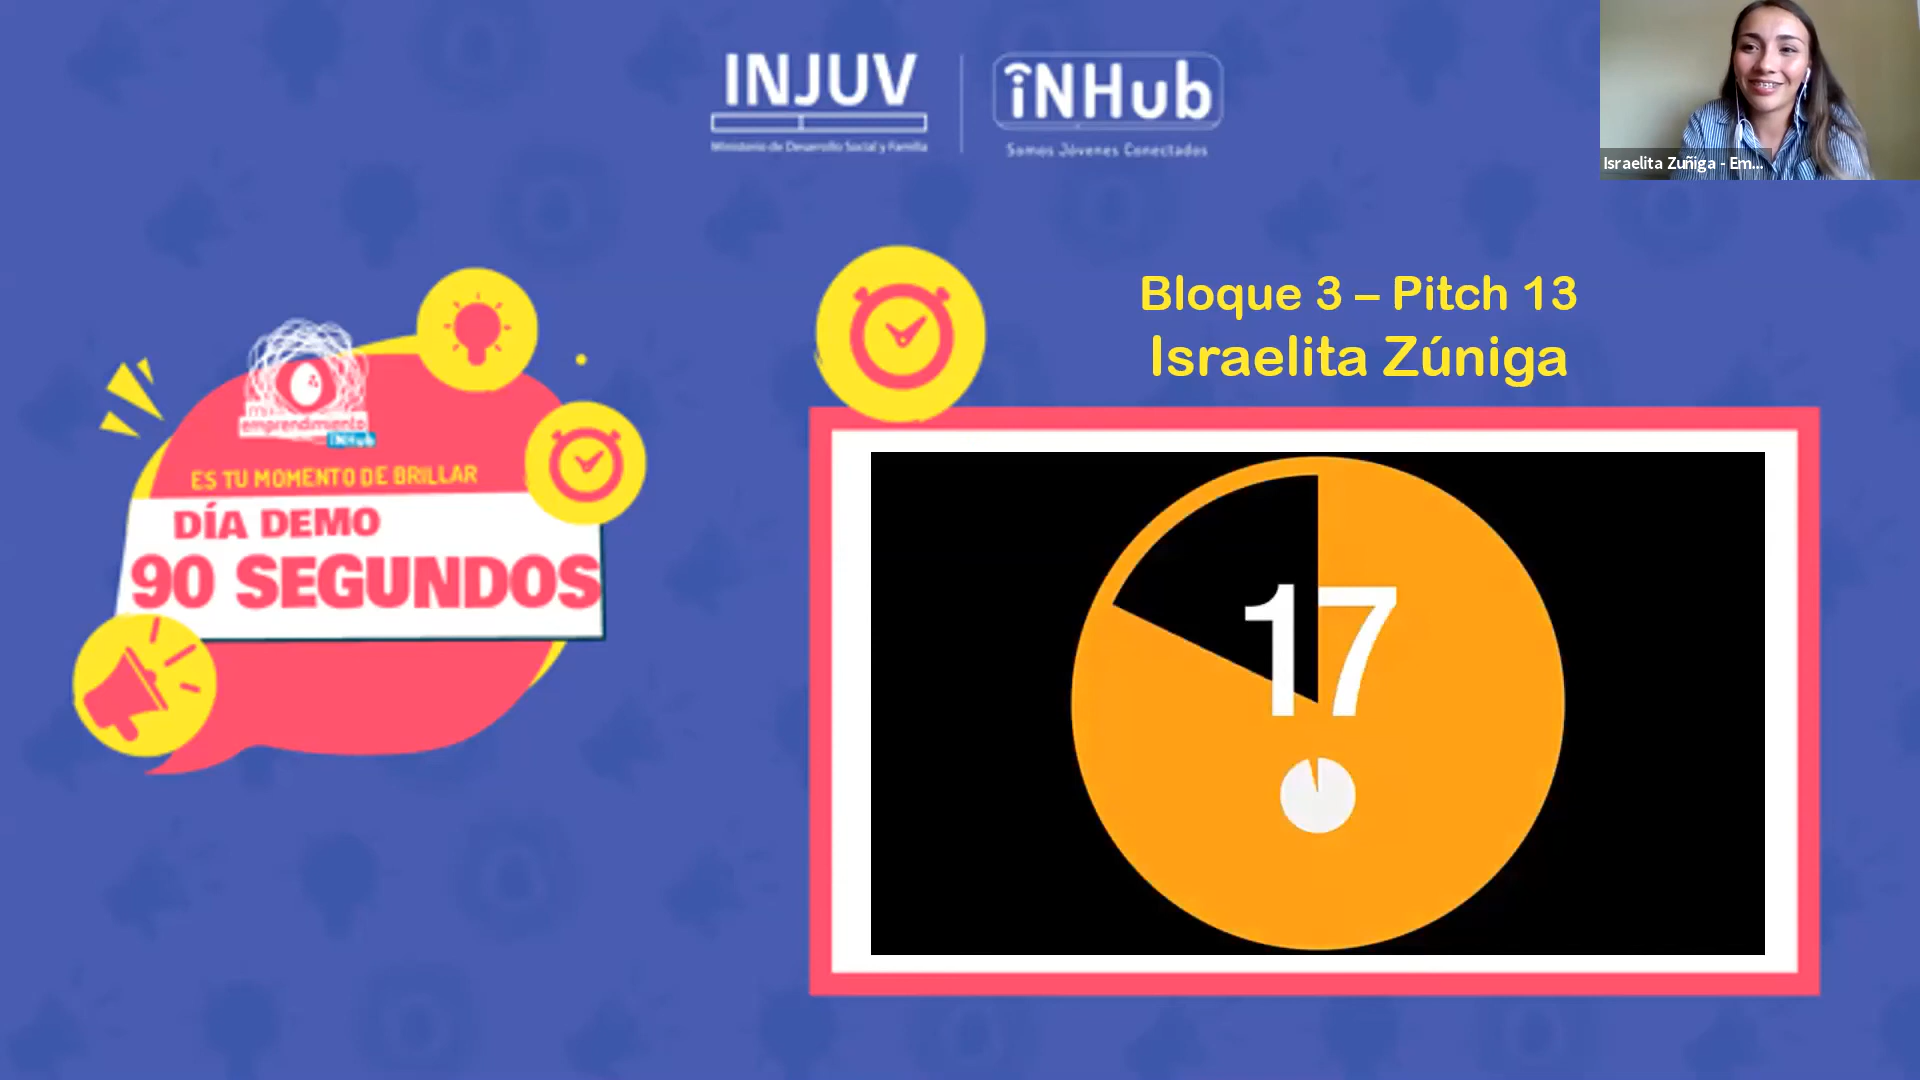 INJUV
Ministerio de Desarrollo Social y Familia
iNHub
Somos Jóvenes Conectados
Israelita Zuñiga - Em...
Bloque 3 – Pitch 13
Israelita Zúniga
mi
emprendimiento
iNHub
ES TU MOMENTO DE BRILLAR
DÍA DEMO
90 SEGUNDOS
17